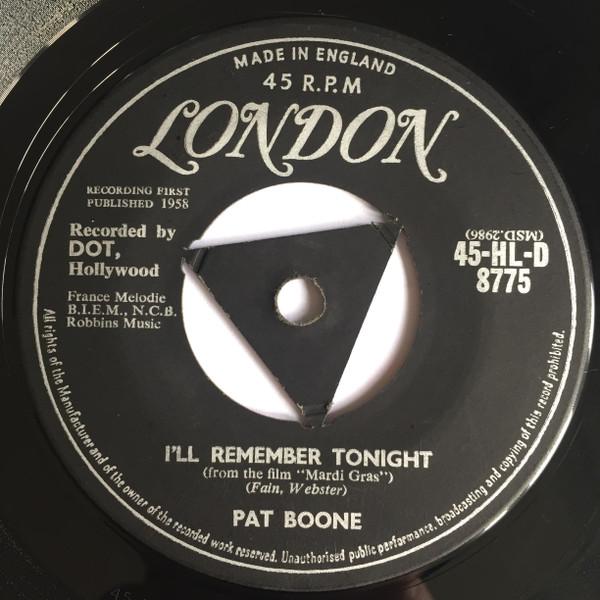 MADE IN ENGLAND
45 R.P.M
LONDON
RECORDING FIRST
PUBLISHED 1958
Recorded by
DOT,
Hollywood
France Melodie
B.I.E.M., N.C.B.
Robbins Music
(MSD.2986)
45-HL-D
8775
I'LL REMEMBER TONIGHT
(from the film "Mardi Gras")
(Fain, Webster)
PAT BOONE
All rights of the Manufacturer and of the owner of the recorded work reserved. Unauthorised public performance, broadcasting and copying of this record prohibited.